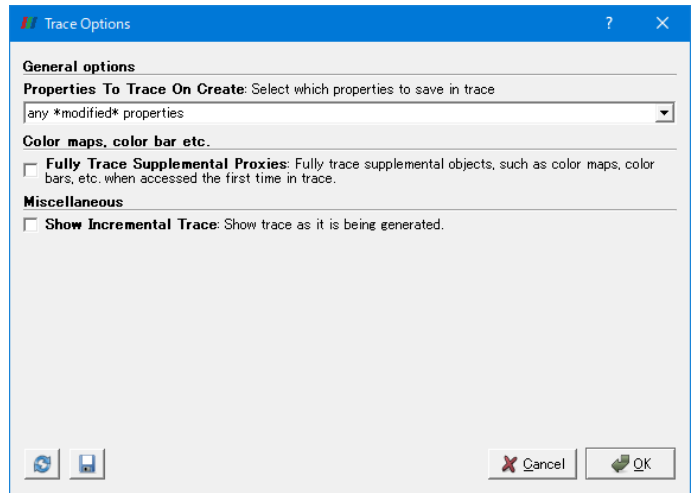 Trace Options
General options
Properties To Trace On Create: Select which properties to save in trace
any *modified* properties
Color maps, color bar etc.
Fully Trace Supplemental Proxies: Fully trace supplemental objects, such as color maps, color
bars, etc. when accessed the first time in trace.
Miscellaneous
Show Incremental Trace: Show trace as it is being generated.
Cancel
OK